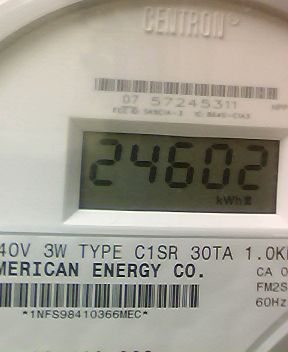 CENTRON®
07 57245311
24602
kWh
40V 3W TYPE C1SR 30TA 1.0K
MERICAN ENERGY CO.
CA 0
FM2S
60Hz
*1NFS98410366MEC*